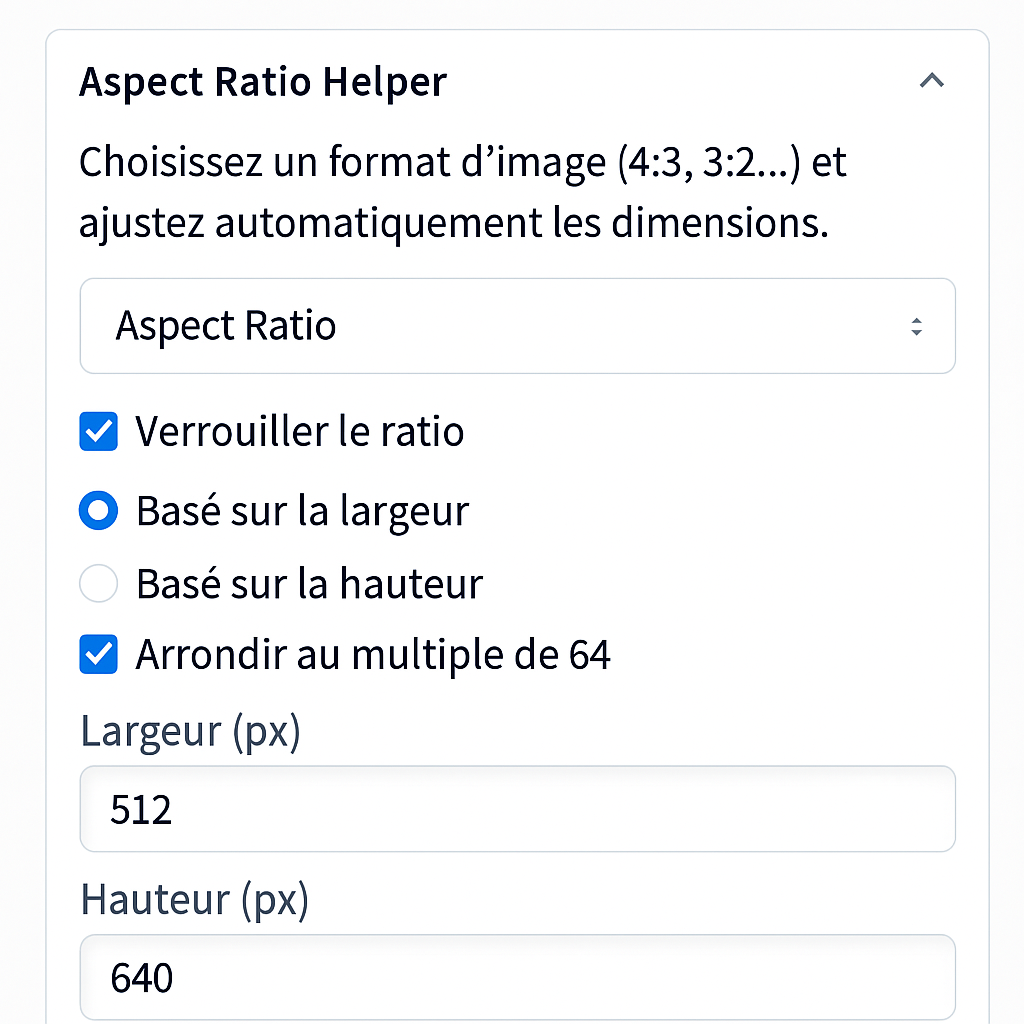 Aspect Ratio Helper
Choisissez un format d’image (4:3, 3:2...) et
ajustez automatiquement les dimensions.
Aspect Ratio
Verrouiller le ratio
Basé sur la largeur
Basé sur la hauteur
Arrondir au multiple de 64
Largeur (px)
512
Hauteur (px)
640